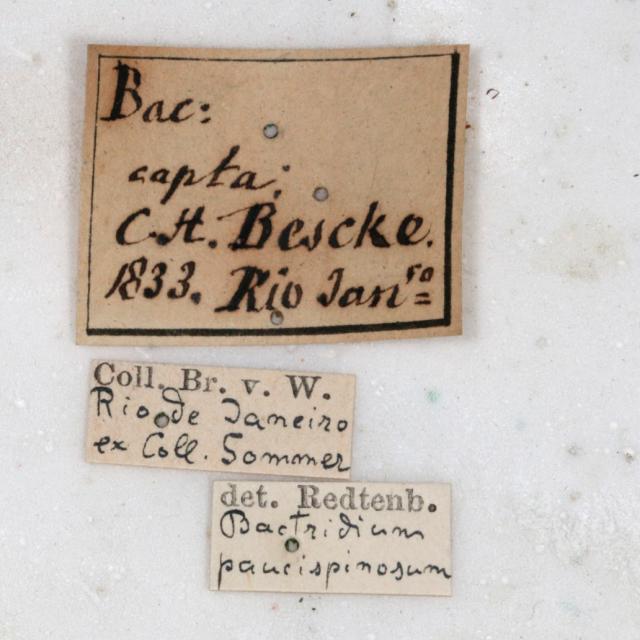 Bac:
capta:
C.H. Bescke.
1833. Rio Janro
Coll. Br. v. W.
Rio de Janeiro
ex Coll. Sommer
det. Redtenb.
Bactridium
paucispinosum